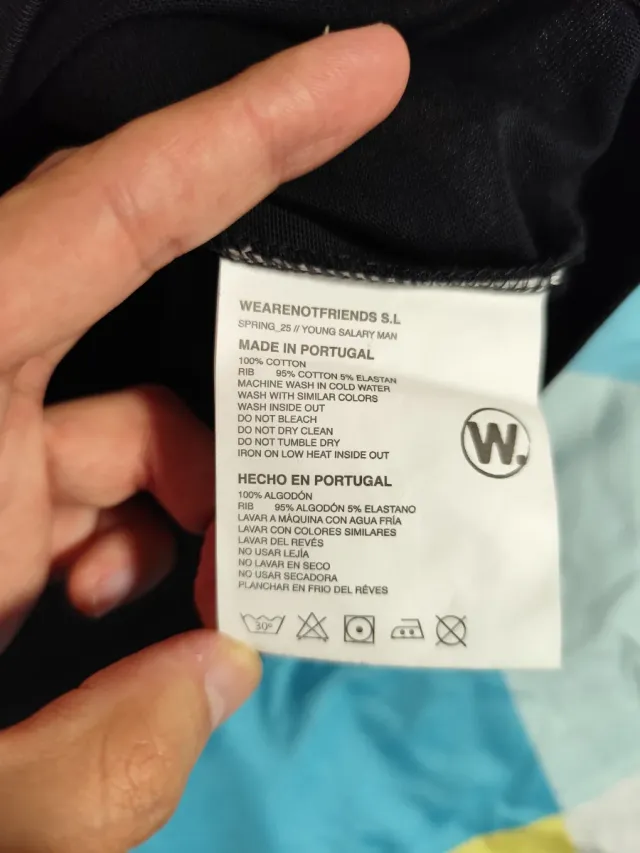 WEARENOTFRIENDS S.L
SPRING_25 // YOUNG SALARY MAN
MADE IN PORTUGAL
100% COTTON
RIB 95% COTTON 5% ELASTAN
MACHINE WASH IN COLD WATER
WASH WITH SIMILAR COLORS
WASH INSIDE OUT
DO NOT BLEACH
DO NOT DRY CLEAN
DO NOT TUMBLE DRY
IRON ON LOW HEAT INSIDE OUT
W.
HECHO EN PORTUGAL
100% ALGODÓN
RIB 95% ALGODÓN 5% ELASTANO
LAVAR A MÁQUINA CON AGUA FRÍA
LAVAR CON COLORES SIMILARES
LAVAR DEL REVÉS
NO USAR LEJÍA
NO LAVAR EN SECO
NO USAR SECADORA
PLANCHAR EN FRIO DEL RÉVES
30º